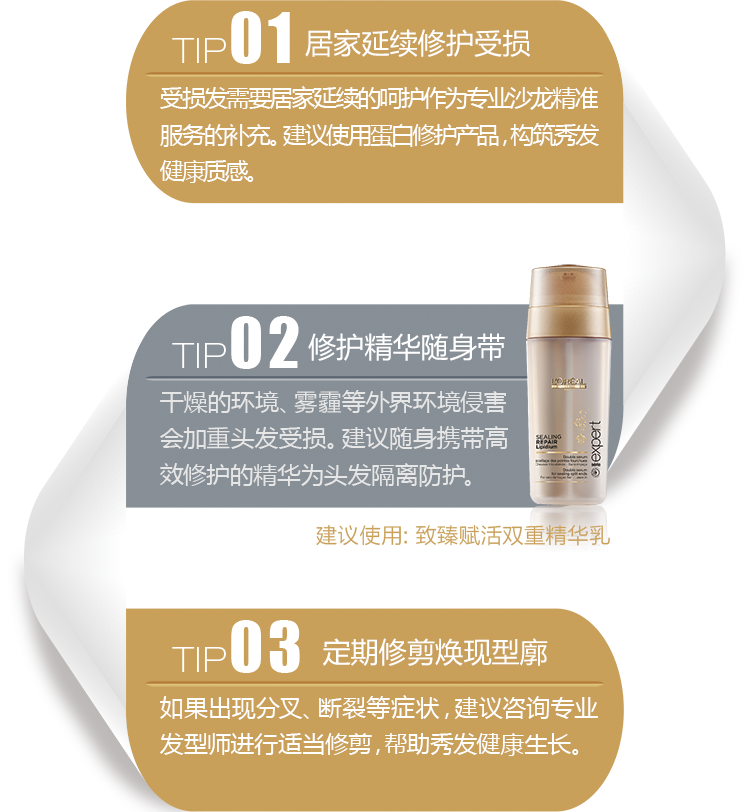 TIP 01 居家延续修护受损
受损发需要居家延续的呵护作为专业沙龙精准
服务的补充。建议使用蛋白修护产品，构筑秀发
健康质感。
TIP 02 修护精华随身带
干燥的环境、雾霾等外界环境侵害
会加重头发受损。建议随身携带高
效修护的精华为头发隔离防护。
L'ORÉAL
SEALING
REPAIR
Lipidium
Double serum
expert
建议使用: 致臻赋活双重精华乳
TIP 03 定期修剪焕现型廓
如果出现分叉、断裂等症状，建议咨询专业
发型师进行适当修剪，帮助秀发健康生长。